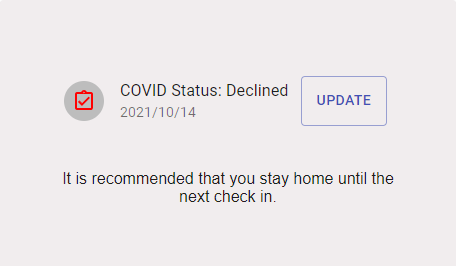 COVID Status: Declined
2021/10/14
UPDATE
It is recommended that you stay home until the
next check in.